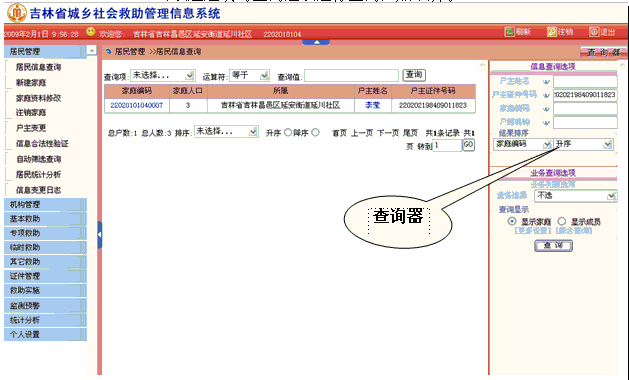 吉林省城乡社会救助管理信息系统
2009年2月1日 9:56:28 欢迎您: 吉林省吉林昌邑区延安街道延川社区 2202010104 刷新 注销 退出
居民管理
居民信息查询
新建家庭
家庭资料修改
注销家庭
户主变更
信息合法性验证
自动筛选查询
居民统计分析
信息变更日志
机构管理
基本救助
专项救助
临时救助
其它救助
证件管理
救助实施
监测预警
统计分析
个人设置
居民管理 >>居民信息查询
查询项: 未选择... 运算符: 等于 查询值: 查询
家庭编码 家庭人口 所属 户主姓名 户主证件号码
22020101040007 3 吉林省吉林昌邑区延安街道延川社区 李莹 220202198409011823
总户数:1 总人数:3 排序: 未选择... 升序 降序 首页 上一页 下一页 尾页 共1条记录 共1
页 转到 1 GO
查询器
信息查询选项
户主姓名
户主证件号码 0202198409011823
家庭编码
户籍机构
结果排序
家庭编码 升序
业务查询选项
业务列表选项
业务选择 不选
查询显示
显示家庭 显示成员
[更多设置] [综合查询]
查询
查询器